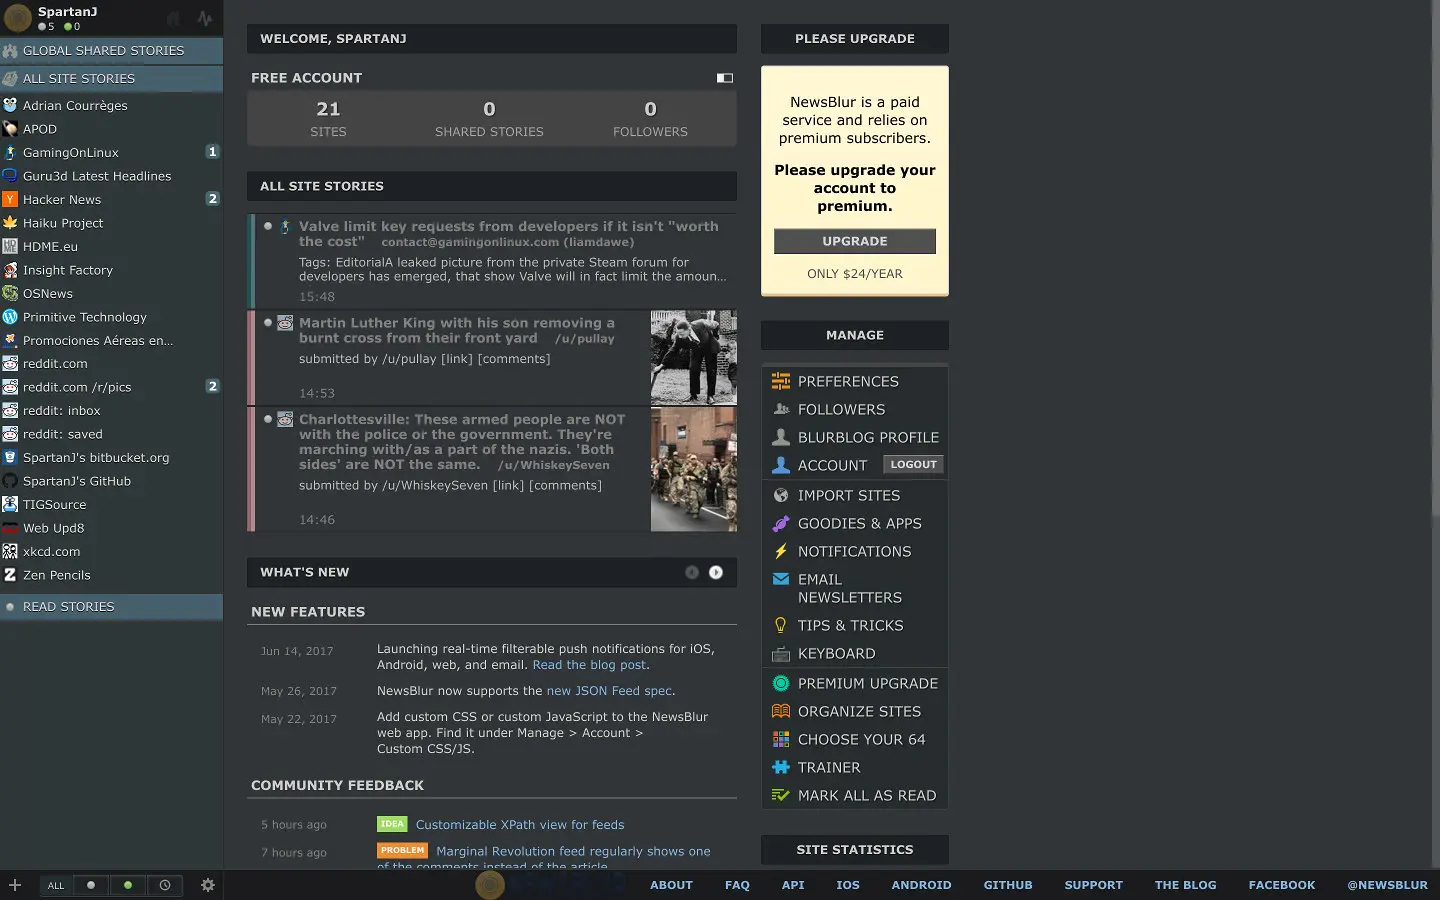 SpartanJ
5 0
GLOBAL SHARED STORIES
ALL SITE STORIES
Adrian Courrèges
APOD
GamingOnLinux 1
Guru3d Latest Headlines
Hacker News 2
Haiku Project
HDME.eu
Insight Factory
OSNews
Primitive Technology
Promociones Aéreas en...
reddit.com
reddit.com /r/pics 2
reddit: inbox
reddit: saved
SpartanJ's bitbucket.org
SpartanJ's GitHub
TIGSource
Web Upd8
xkcd.com
Zen Pencils
READ STORIES
ALL
WELCOME, SPARTANJ
FREE ACCOUNT
21 0 0
SITES SHARED STORIES FOLLOWERS
ALL SITE STORIES
Valve limit key requests from developers if it isn't "worth
the cost" contact@gamingonlinux.com (liamdawe)
Tags: EditorialA leaked picture from the private Steam forum for
developers has emerged, that show Valve will in fact limit the amoun...
15:48
Martin Luther King with his son removing a
burnt cross from their front yard /u/pullay
submitted by /u/pullay [link] [comments]
14:53
Charlottesville: These armed people are NOT
with the police or the government. They're
marching with/as a part of the nazis. 'Both
sides' are NOT the same. /u/WhiskeySeven
submitted by /u/WhiskeySeven [link] [comments]
14:46
WHAT'S NEW
NEW FEATURES
Jun 14, 2017 Launching real-time filterable push notifications for iOS,
Android, web, and email. Read the blog post.
May 26, 2017 NewsBlur now supports the new JSON Feed spec.
May 22, 2017 Add custom CSS or custom JavaScript to the NewsBlur
web app. Find it under Manage > Account >
Custom CSS/JS.
COMMUNITY FEEDBACK
5 hours ago IDEA Customizable XPath view for feeds
7 hours ago PROBLEM Marginal Revolution feed regularly shows one
of the comments instead of the article
PLEASE UPGRADE
NewsBlur is a paid
service and relies on
premium subscribers.
Please upgrade your
account to
premium.
UPGRADE
ONLY $24/YEAR
MANAGE
PREFERENCES
FOLLOWERS
BLURBLOG PROFILE
ACCOUNT LOGOUT
IMPORT SITES
GOODIES & APPS
NOTIFICATIONS
EMAIL
NEWSLETTERS
TIPS & TRICKS
KEYBOARD
PREMIUM UPGRADE
ORGANIZE SITES
CHOOSE YOUR 64
TRAINER
MARK ALL AS READ
SITE STATISTICS
ABOUT FAQ API IOS ANDROID GITHUB SUPPORT THE BLOG FACEBOOK @NEWSBLUR